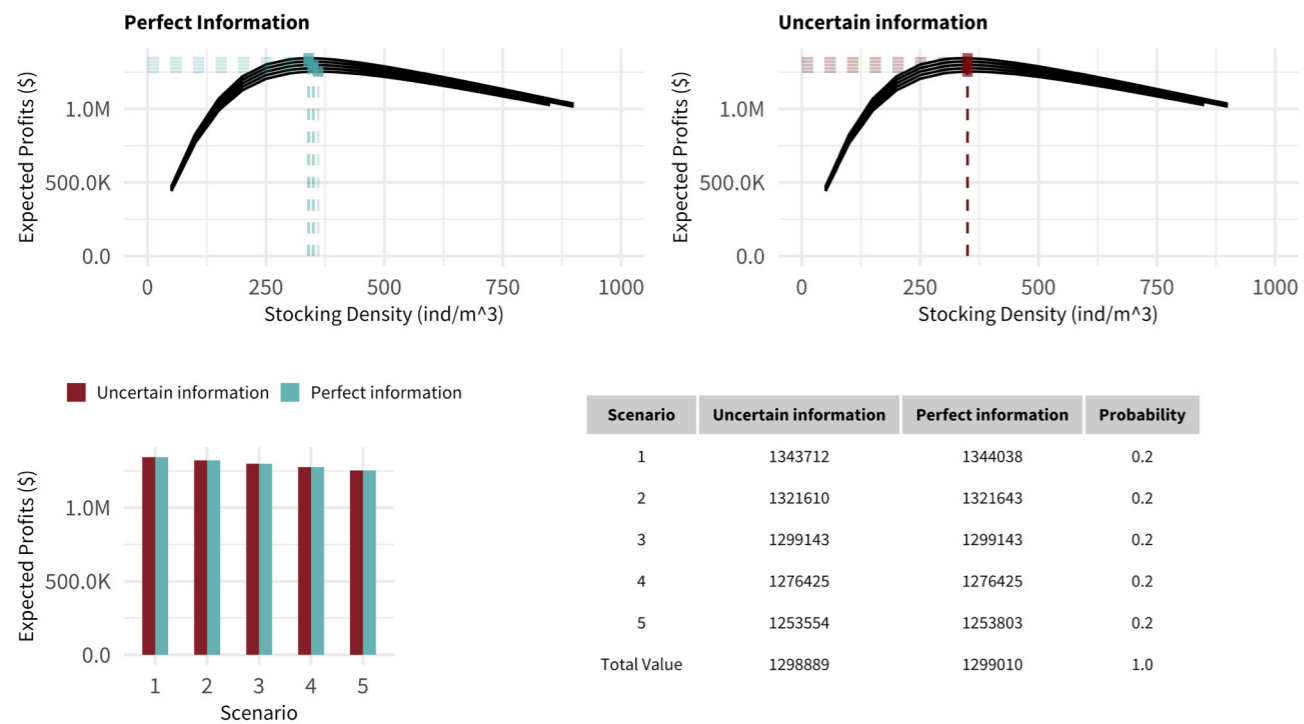 Perfect Information
Expected Profits ($)
1.0M
500.0K
0.0
0 250 500 750 1000
Stocking Density (ind/m^3)
Uncertain information
Expected Profits ($)
1.0M
500.0K
0.0
0 250 500 750 1000
Stocking Density (ind/m^3)
Uncertain information Perfect information
Expected Profits ($)
1.0M
500.0K
0.0
1 2 3 4 5
Scenario
Scenario Uncertain information Perfect information Probability
1 1343712 1344038 0.2
2 1321610 1321643 0.2
3 1299143 1299143 0.2
4 1276425 1276425 0.2
5 1253554 1253803 0.2
Total Value 1298889 1299010 1.0